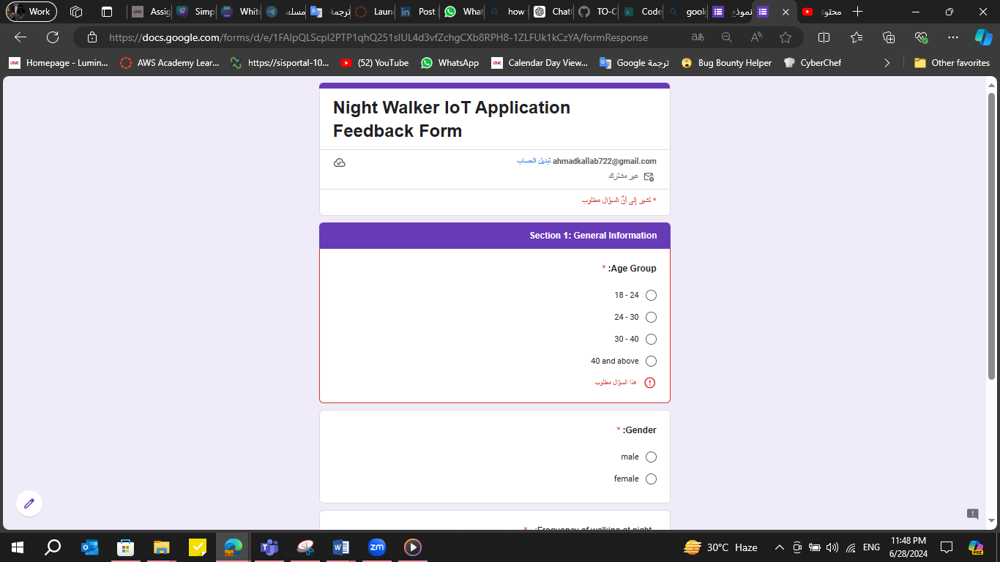 Work
Assig
Simp
White
مسله
ترجمة
Laun
Post
What
how t
Chat
TO-C
Code
goog
نموذج
محتوى
https://docs.google.com/forms/d/e/1FAIpQLScpI2PTP1qhQ251slUL4d3vfZchgCXb8RPH8-1ZLFUk1kCzYA/formResponse
Homepage - Lumin...
AWS Academy Lear...
https://sisportal-10...
(52) YouTube
WhatsApp
Calendar Day View...
Google ترجمة
Bug Bounty Helper
CyberChef
Other favorites
Night Walker IoT Application
Feedback Form
ahmadkallab722@gmail.com تبديل الحساب
غير مشترك
* تشير إلى أنّ السؤال مطلوب
Section 1: General Information
* :Age Group
18 - 24
24 - 30
30 - 40
40 and above
هذا السؤال مطلوب
* :Gender
male
female
* :Frequency of walking at night
30°C Haze
ENG
11:48 PM
6/28/2024